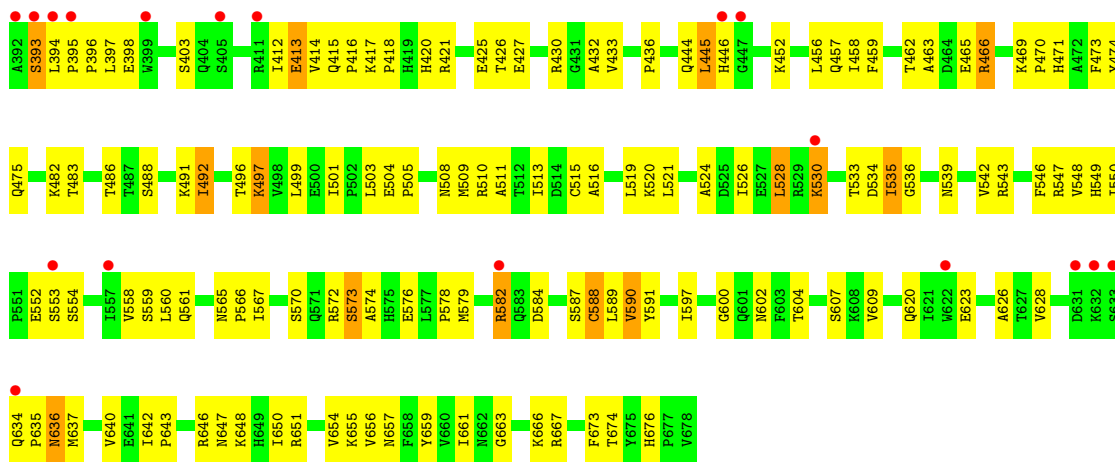 A392 S393 L394 P395 P396 L397 E398 W399 S403 Q404 S405 R411 I412 E413 V414 Q415 P416 K417 P418 H419 H420 R421 E425 T426 E427 R430 G431 A432 V433 P436 Q444 L445 H446 G447 K452 L456 Q457 I458 F459 T462 A463 D464 E465 R466 K469 P470 H471 A472 F473 Y474
Q475 K482 T483 T486 T487 S488 K491 I492 T496 K497 V498 L499 E500 I501 P502 L503 E504 P505 N508 M509 R510 A511 T512 I513 D514 C515 A516 L519 K520 L521 A524 D525 I526 E527 L528 R529 K530 T533 D534 I535 G536 N539 V542 R543 F546 R547 V548 H549 I550
P551 E552 S553 S554 I557 V558 S559 L560 Q561 N565 P566 I567 S570 Q571 R572 S573 A574 H575 E576 L577 P578 M579 R582 Q583 D584 S587 C588 L589 V590 Y591 I597 G600 Q601 N602 F603 T604 S607 K608 V609 Q620 I621 W622 E623 A626 T627 V628 D631 K632 S633
Q634 P635 N636 M637 V640 E641 I642 P643 R646 N647 K648 H649 I650 R651 V654 K655 V656 N657 F658 Y659 V660 I661 N662 G663 K666 R667 F673 T674 Y675 H676 P677 V678